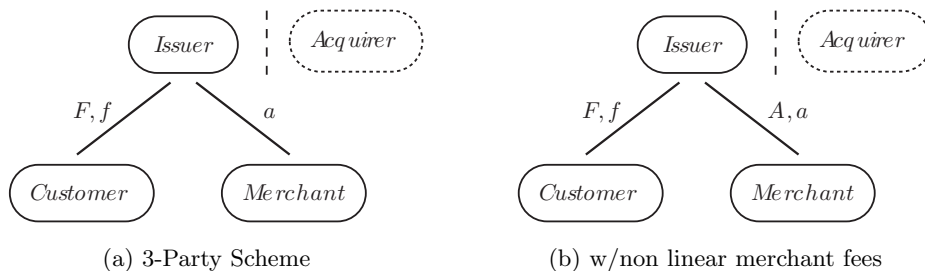 Issuer Acquirer Issuer Acquirer
F, f a F, f A, a
Customer Merchant Customer Merchant
(a) 3-Party Scheme (b) w/non linear merchant fees